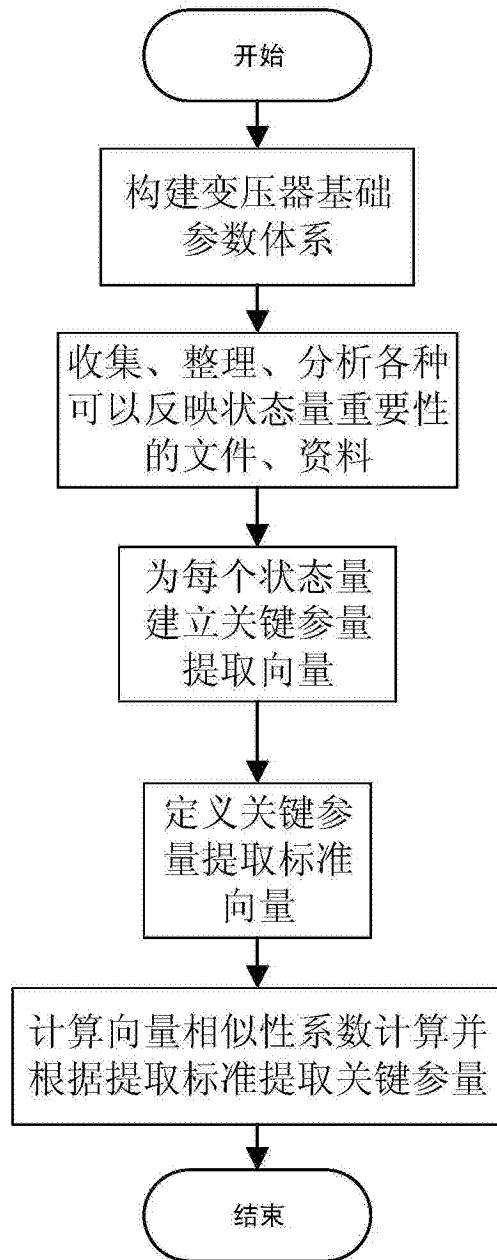 开始
构建变压器基础
参数体系
收集、整理、分析各种
可以反映状态量重要性
的文件、资料
为每个状态量
建立关键参量
提取向量
定义关键参
量提取标准
向量
计算向量相似性系数计算并
根据提取标准提取关键参量
结束